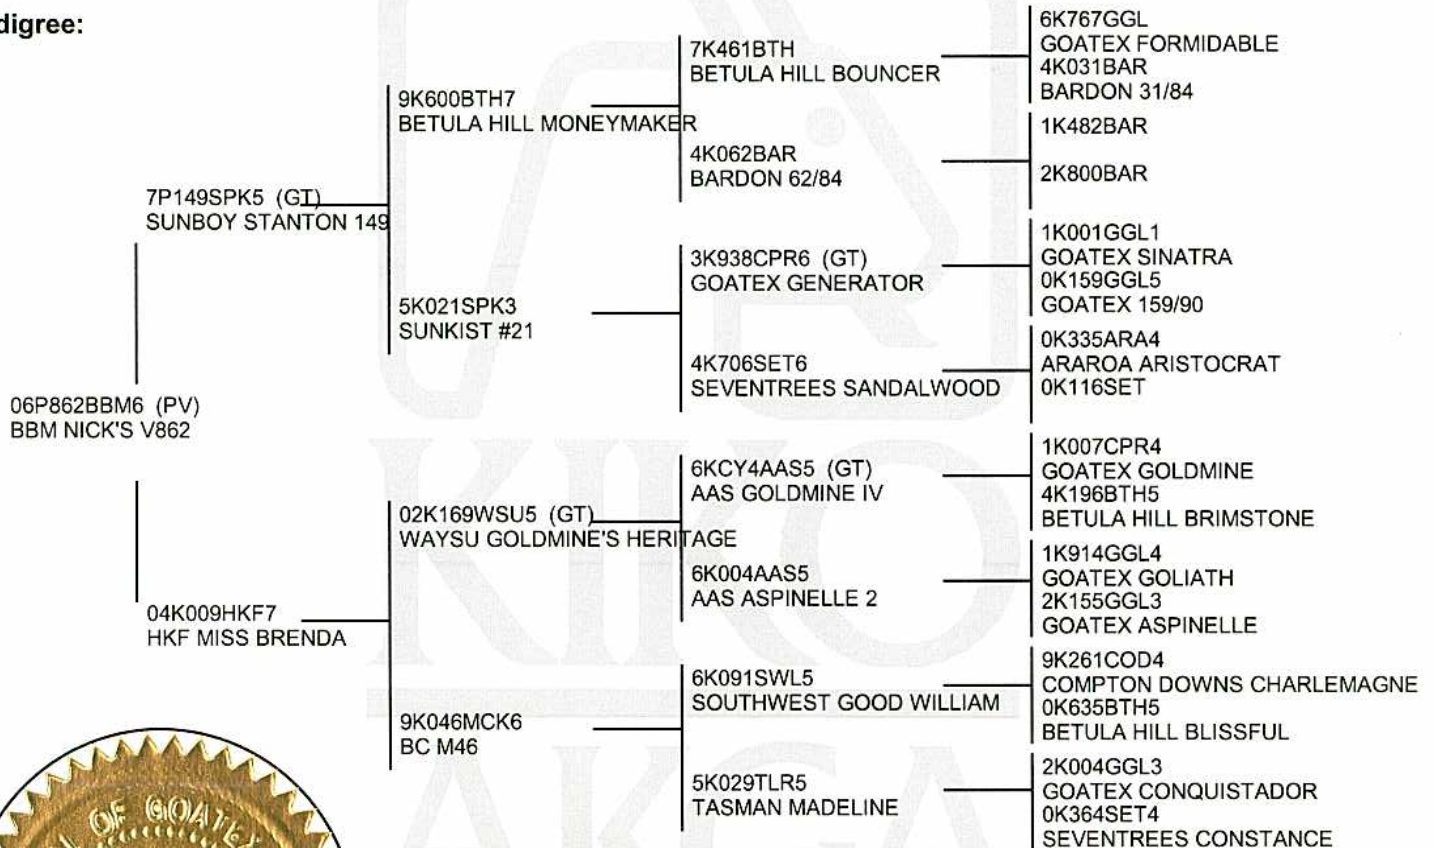 digree:
6K767GGL
GOATEX FORMIDABLE
4K031BAR
BARDON 31/84
7K461BTH
BETULA HILL BOUNCER
9K600BTH7
BETULA HILL MONEYMAKER
1K482BAR
2K800BAR
4K062BAR
BARDON 62/84
7P149SPK5 (GT)
SUNBOY STANTON 149
1K001GGL1
GOATEX SINATRA
0K159GGL5
GOATEX 159/90
3K938CPR6 (GT)
GOATEX GENERATOR
5K021SPK3
SUNKIST #21
0K335ARA4
ARAROA ARISTOCRAT
0K116SET
4K706SET6
SEVENTREES SANDALWOOD
06P862BBM6 (PV)
BBM NICK'S V862
1K007CPR4
GOATEX GOLDMINE
4K196BTH5
BETULA HILL BRIMSTONE
6KCY4AAS5 (GT)
AAS GOLDMINE IV
02K169WSU5 (GT)
WAYSU GOLDMINE'S HERITAGE
1K914GGL4
GOATEX GOLIATH
2K155GGL3
GOATEX ASPINELLE
6K004AAS5
AAS ASPINELLE 2
04K009HKF7
HKF MISS BRENDA
9K261COD4
COMPTON DOWNS CHARLEMAGNE
0K635BTH5
BETULA HILL BLISSFUL
6K091SWL5
SOUTHWEST GOOD WILLIAM
9K046MCK6
BC M46
2K004GGL3
GOATEX CONQUISTADOR
0K364SET4
SEVENTREES CONSTANCE
5K029TLR5
TASMAN MADELINE
KIKO
AKGA
OF GOATEX